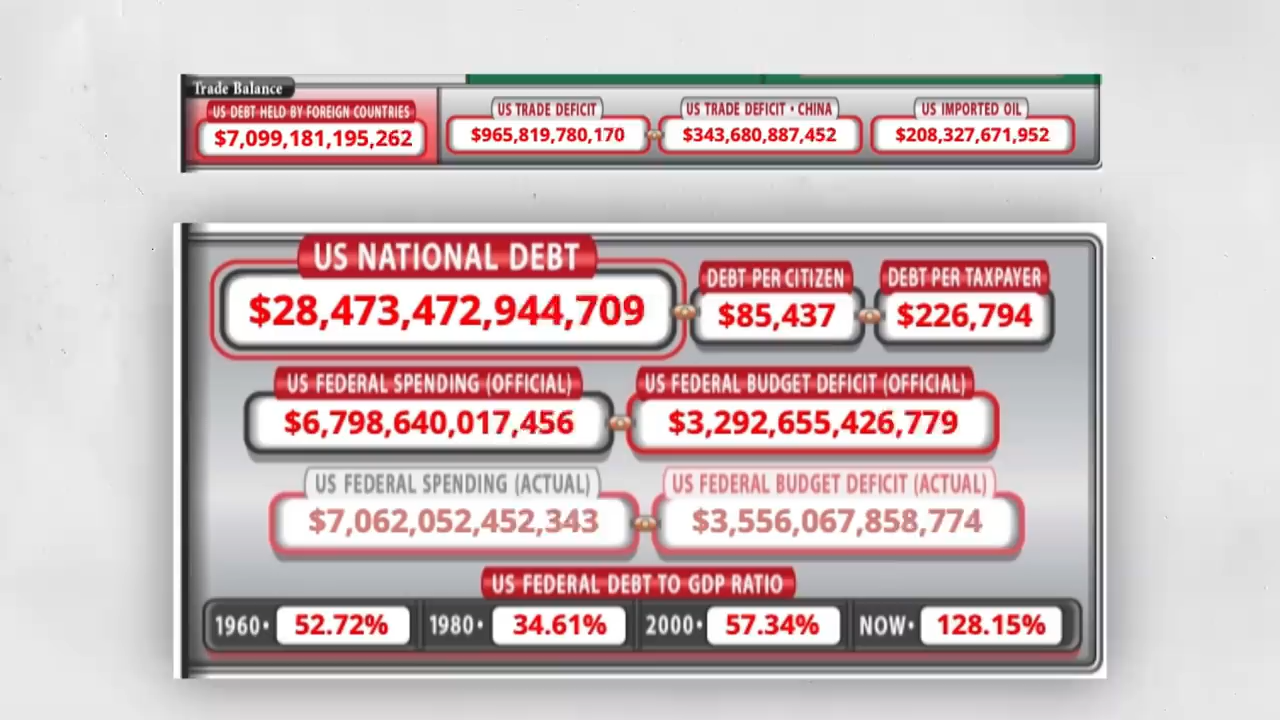 Trade Balance
US DEBT HELD BY FOREIGN COUNTRIES
$7,099,181,195,262
US TRADE DEFICIT
$965,819,780,170
US TRADE DEFICIT • CHINA
$343,680,887,452
US IMPORTED OIL
$208,327,671,952
US NATIONAL DEBT
$28,473,472,944,709
DEBT PER CITIZEN
$85,437
DEBT PER TAXPAYER
$226,794
US FEDERAL SPENDING (OFFICIAL)
$6,798,640,017,456
US FEDERAL BUDGET DEFICIT (OFFICIAL)
$3,292,655,426,779
US FEDERAL SPENDING (ACTUAL)
$7,062,052,452,343
US FEDERAL BUDGET DEFICIT (ACTUAL)
$3,556,067,858,774
US FEDERAL DEBT TO GDP RATIO
1960• 52.72% 1980• 34.61% 2000• 57.34% NOW• 128.15%